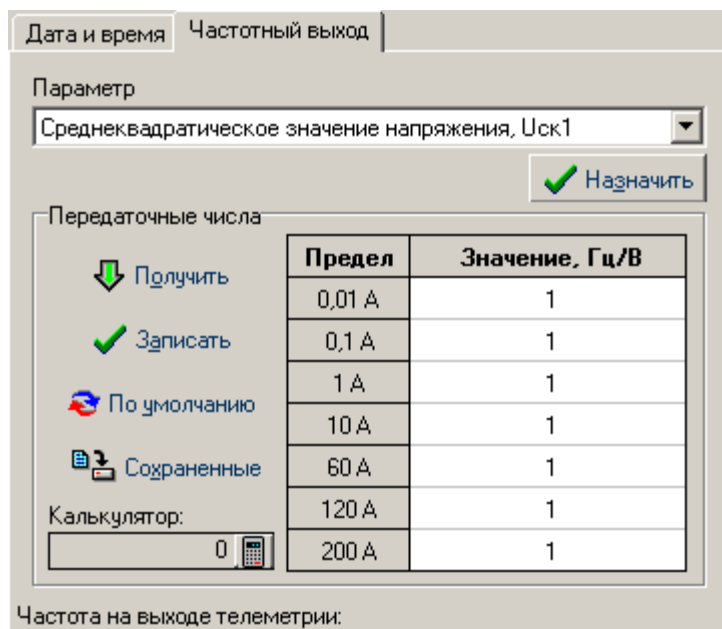 Дата и время Частотный выход
Параметр
Среднеквадратическое значение напряжения, Uск1
Назначить
Передаточные числа
Получить
Записать
По умолчанию
Сохраненные
Калькулятор:
0
Предел Значение, Гц/В
0,01 А 1
0,1 А 1
1 А 1
10 А 1
60 А 1
120 А 1
200 А 1
Частота на выходе телеметрии: